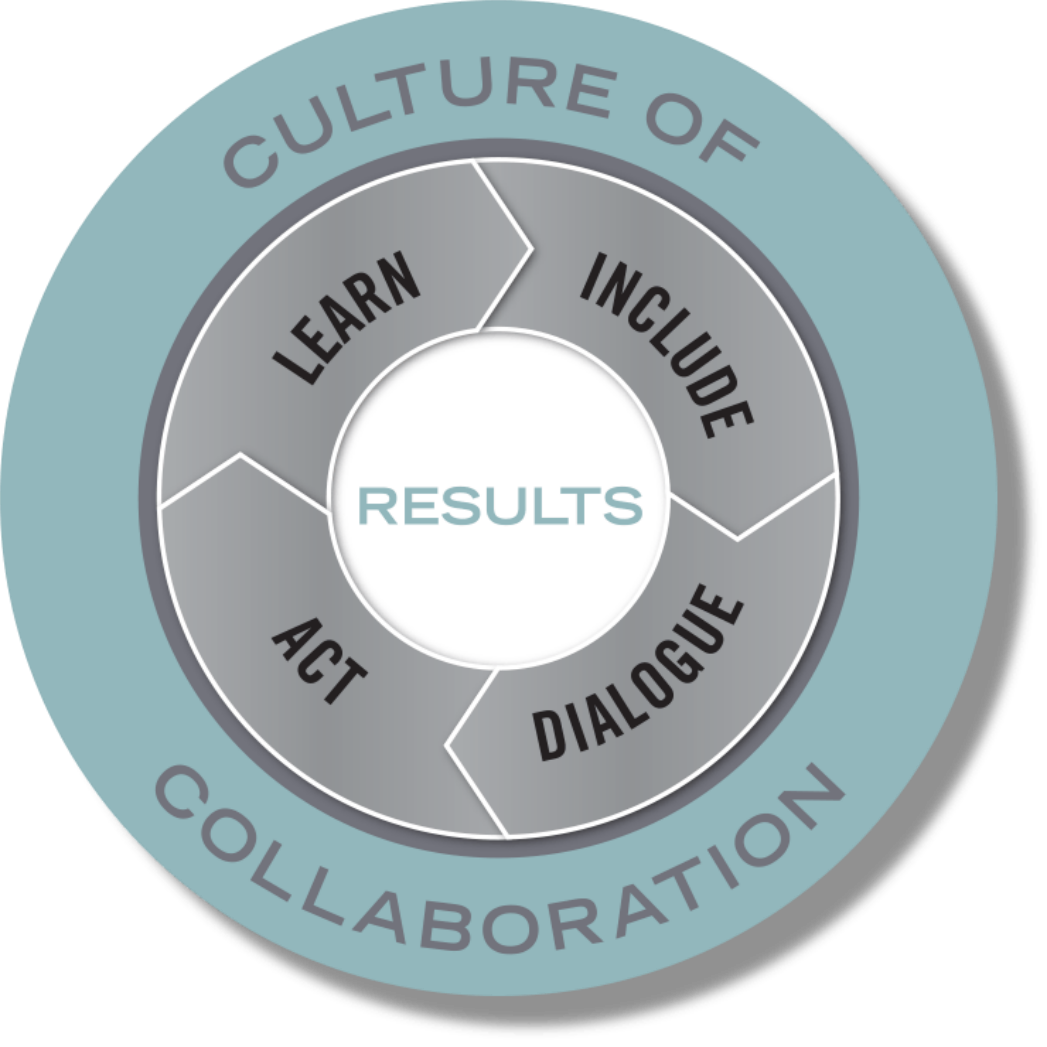 CULTURE OF
LEARN
INCLUDE
RESULTS
ACT
DIALOGUE
COLLABORATION